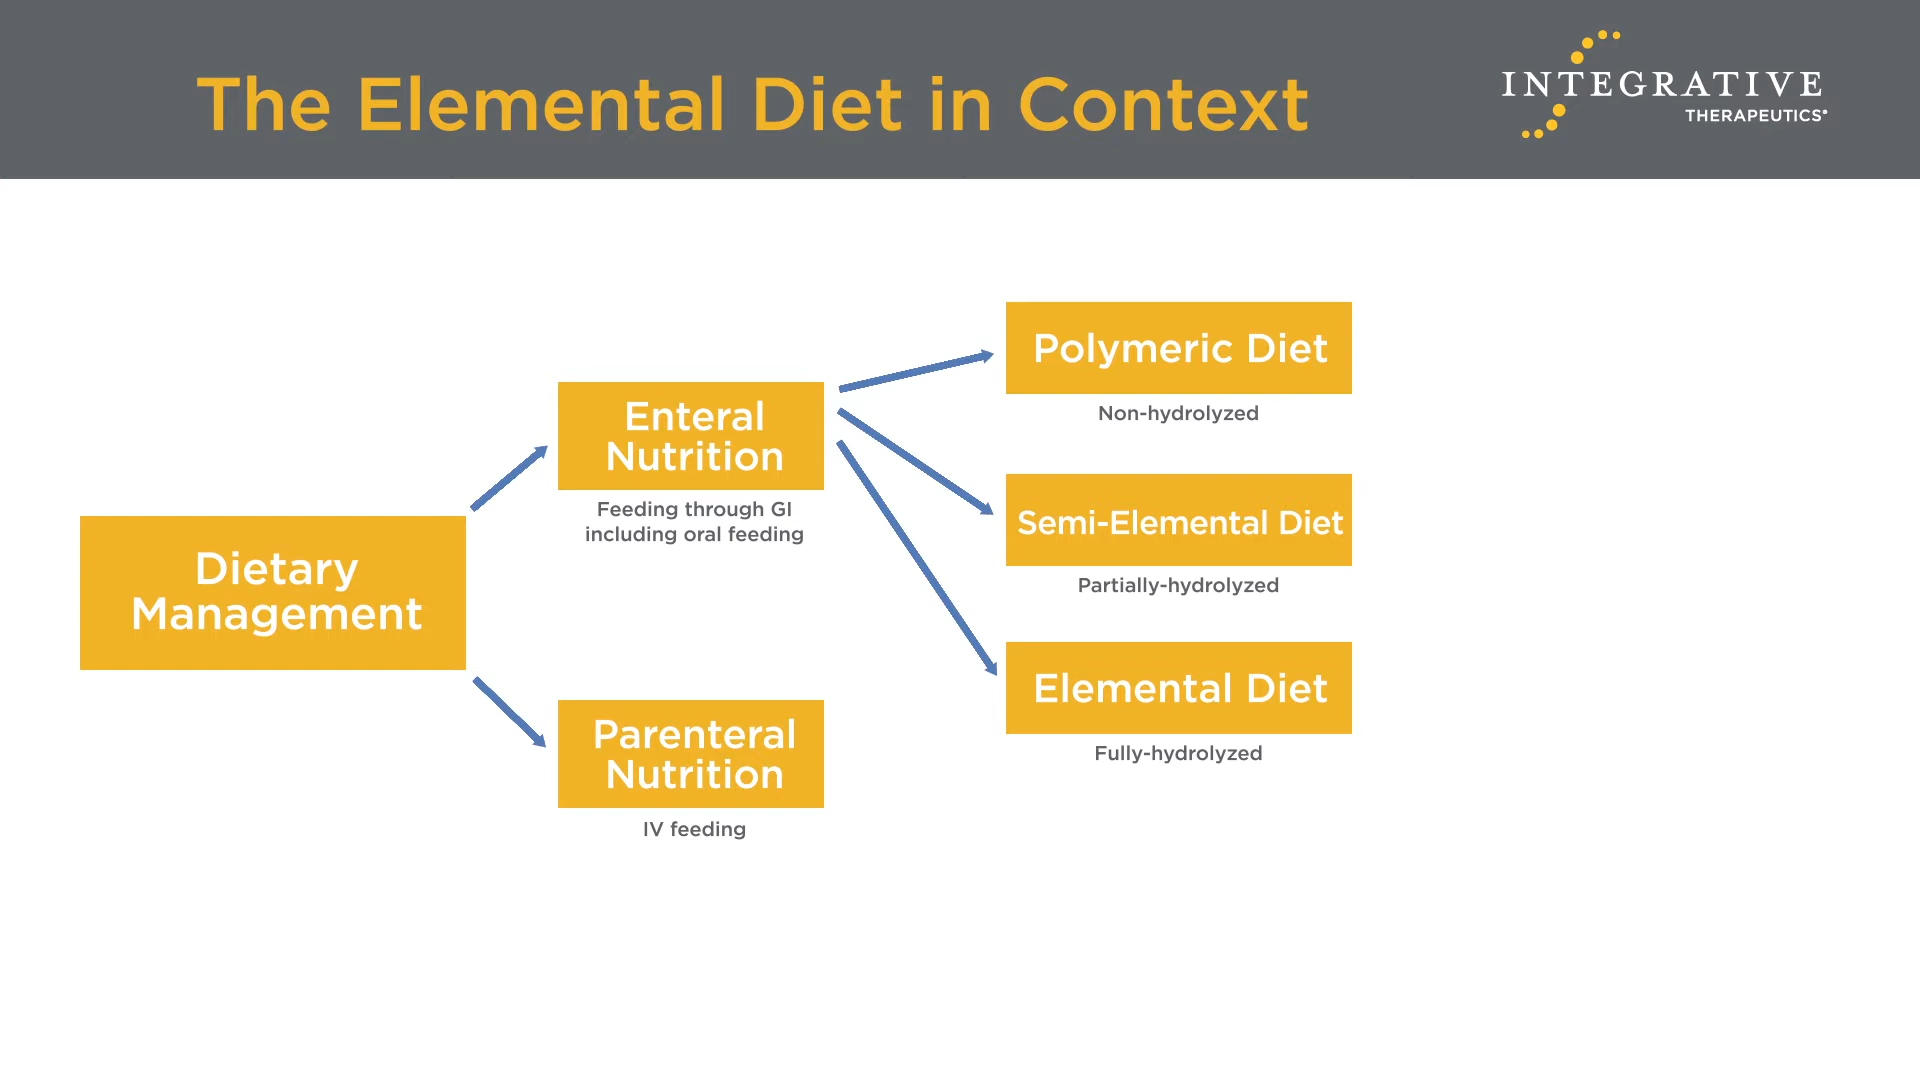 The Elemental Diet in Context
INTEGRATIVE
THERAPEUTICS®
Dietary
Management
Enteral
Nutrition
Feeding through GI
including oral feeding
Parenteral
Nutrition
IV feeding
Polymeric Diet
Non-hydrolyzed
Semi-Elemental Diet
Partially-hydrolyzed
Elemental Diet
Fully-hydrolyzed